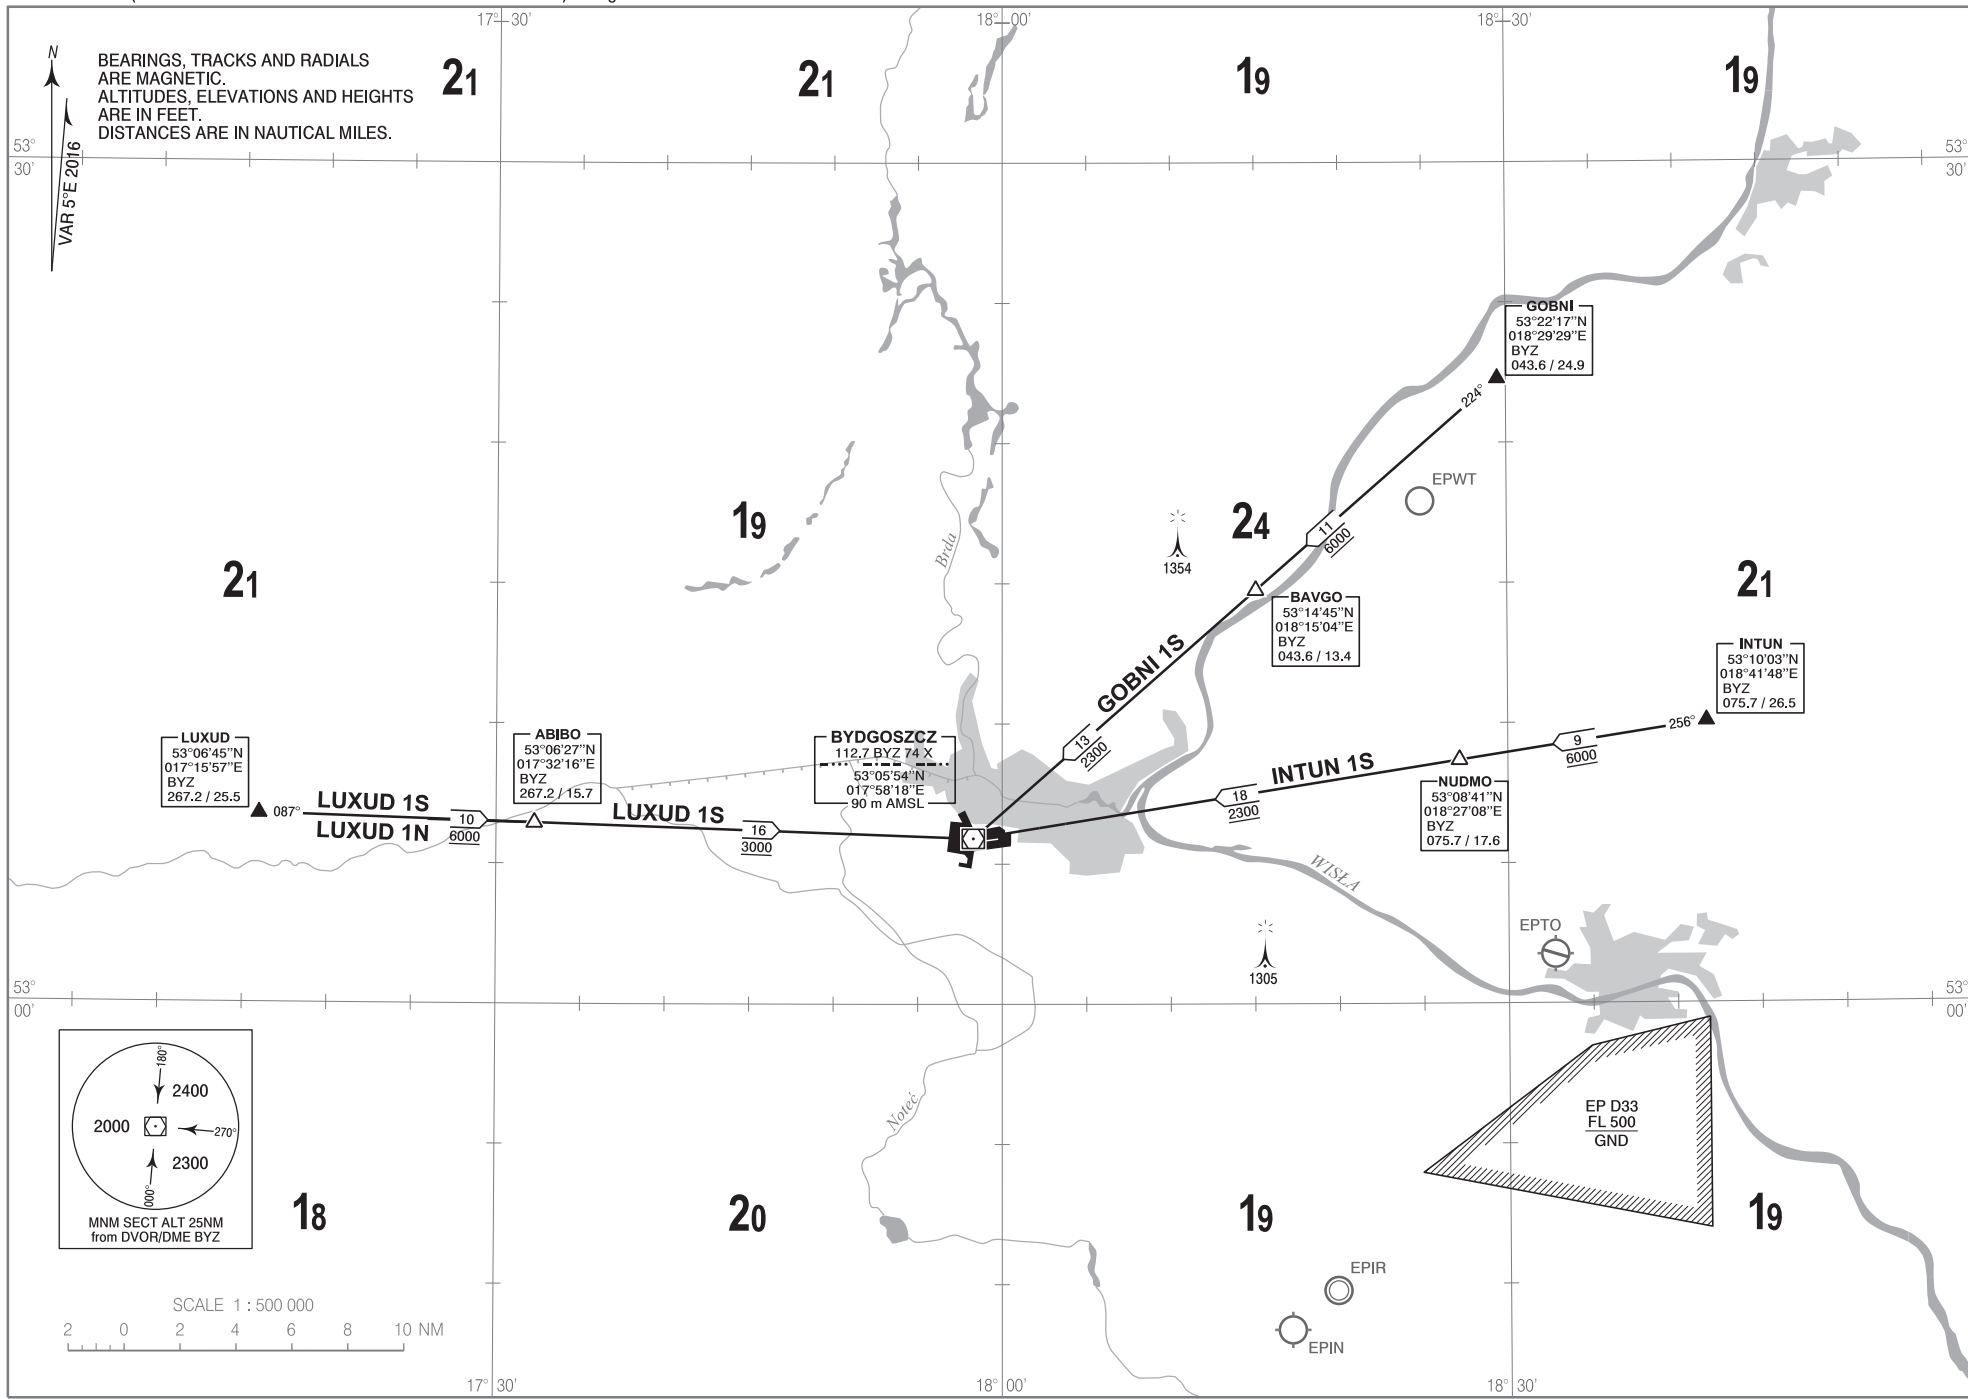 17° 30'
18° 00'
18° 30'
N
VAR 5°E 2016
BEARINGS, TRACKS AND RADIALS
ARE MAGNETIC.
ALTITUDES, ELEVATIONS AND HEIGHTS
ARE IN FEET.
DISTANCES ARE IN NAUTICAL MILES.
21
21
19
19
53°
30'
53°
30'
GOBNI
53°22'17"N
018°29'29"E
BYZ
043.6 / 24.9
224°
EPWT
11
6000
19
24
1354
Brda
21
21
BAVGO
53°14'45"N
018°15'04"E
BYZ
043.6 / 13.4
GOBNI 1S
13
2300
INTUN
53°10'03"N
018°41'48"E
BYZ
075.7 / 26.5
256°
9
6000
INTUN 1S
18
2300
NUDMO
53°08'41"N
018°27'08"E
BYZ
075.7 / 17.6
LUXUD
53°06'45"N
017°15'57"E
BYZ
267.2 / 25.5
087°
LUXUD 1S
LUXUD 1N
10
6000
ABIBO
53°06'27"N
017°32'16"E
BYZ
267.2 / 15.7
LUXUD 1S
16
3000
BYDGOSZCZ
112.7 BYZ 74 X
53°05'54"N
017°58'18"E
90 m AMSL
WISŁA
EPTO
1305
53°
00'
53°
00'
180°
2400
2000
270°
2300
000°
MNM SECT ALT 25NM
from DVOR/DME BYZ
Noteć
EP D33
FL 500
GND
18
20
19
19
EPIR
EPIN
SCALE 1 : 500 000
2 0 2 4 6 8 10 NM
17° 30'
18° 00'
18° 30'